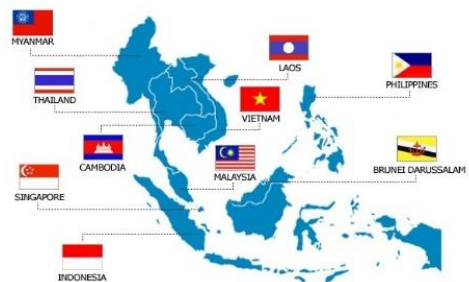 MYANMAR
LAOS
PHILIPPINES
THAILAND
VIETNAM
CAMBODIA
MALAYSIA
BRUNEI DARUSSALAM
SINGAPORE
INDONESIA